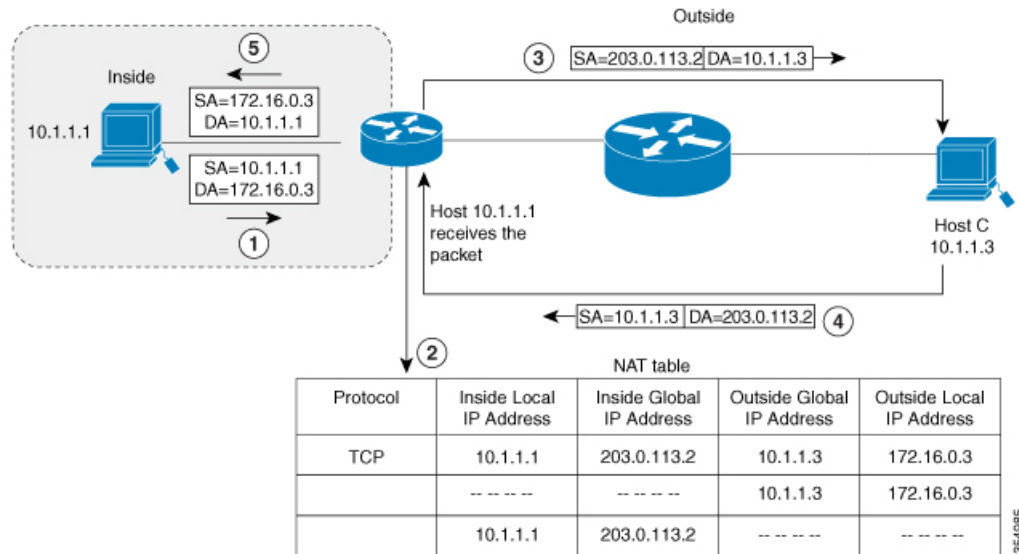 Outside
5
3
SA=203.0.113.2 DA=10.1.1.3
Inside
SA=172.16.0.3
DA=10.1.1.1
10.1.1.1
SA=10.1.1.1
DA=172.16.0.3
1
Host 10.1.1.1
receives the
packet
Host C
10.1.1.3
SA=10.1.1.3 DA=203.0.113.2
4
2
NAT table
Protocol
Inside Local
IP Address
Inside Global
IP Address
Outside Global
IP Address
Outside Local
IP Address
TCP 10.1.1.1 203.0.113.2 10.1.1.3 172.16.0.3
-- -- -- -- -- -- -- -- 10.1.1.3 172.16.0.3
10.1.1.1 203.0.113.2 -- -- -- -- -- -- -- --